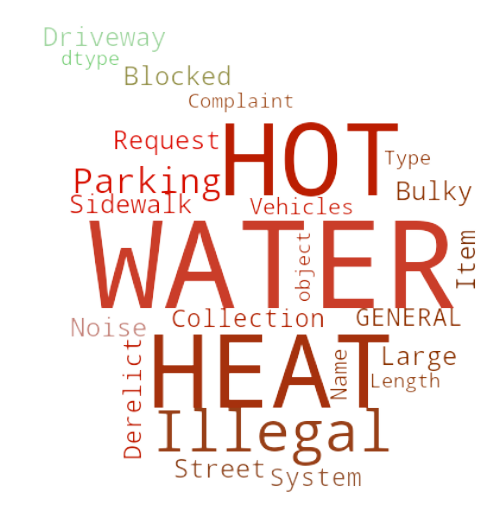 Driveway
dtype
Blocked
Complaint
Request
HOT
Type
Parking
Bulky
Sidewalk
Vehicles
WATER
object
Item
Collection
GENERAL
Noise
HEAT
Derelict
Name
Large
Length
Illegal
Street
System